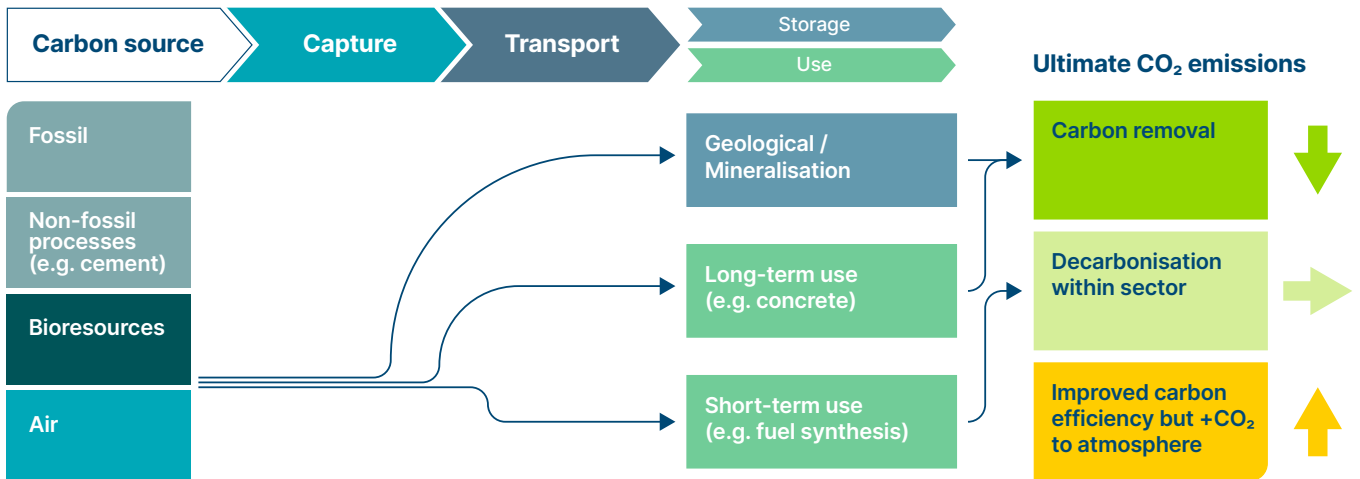 Carbon source
Capture
Transport
Storage
Use
Ultimate CO₂ emissions
Fossil
Non-fossil
processes
(e.g. cement)
Bioresources
Air
Geological /
Mineralisation
Long-term use
(e.g. concrete)
Short-term use
(e.g. fuel synthesis)
Carbon removal
Decarbonisation
within sector
Improved carbon
efficiency but +CO₂
to atmosphere